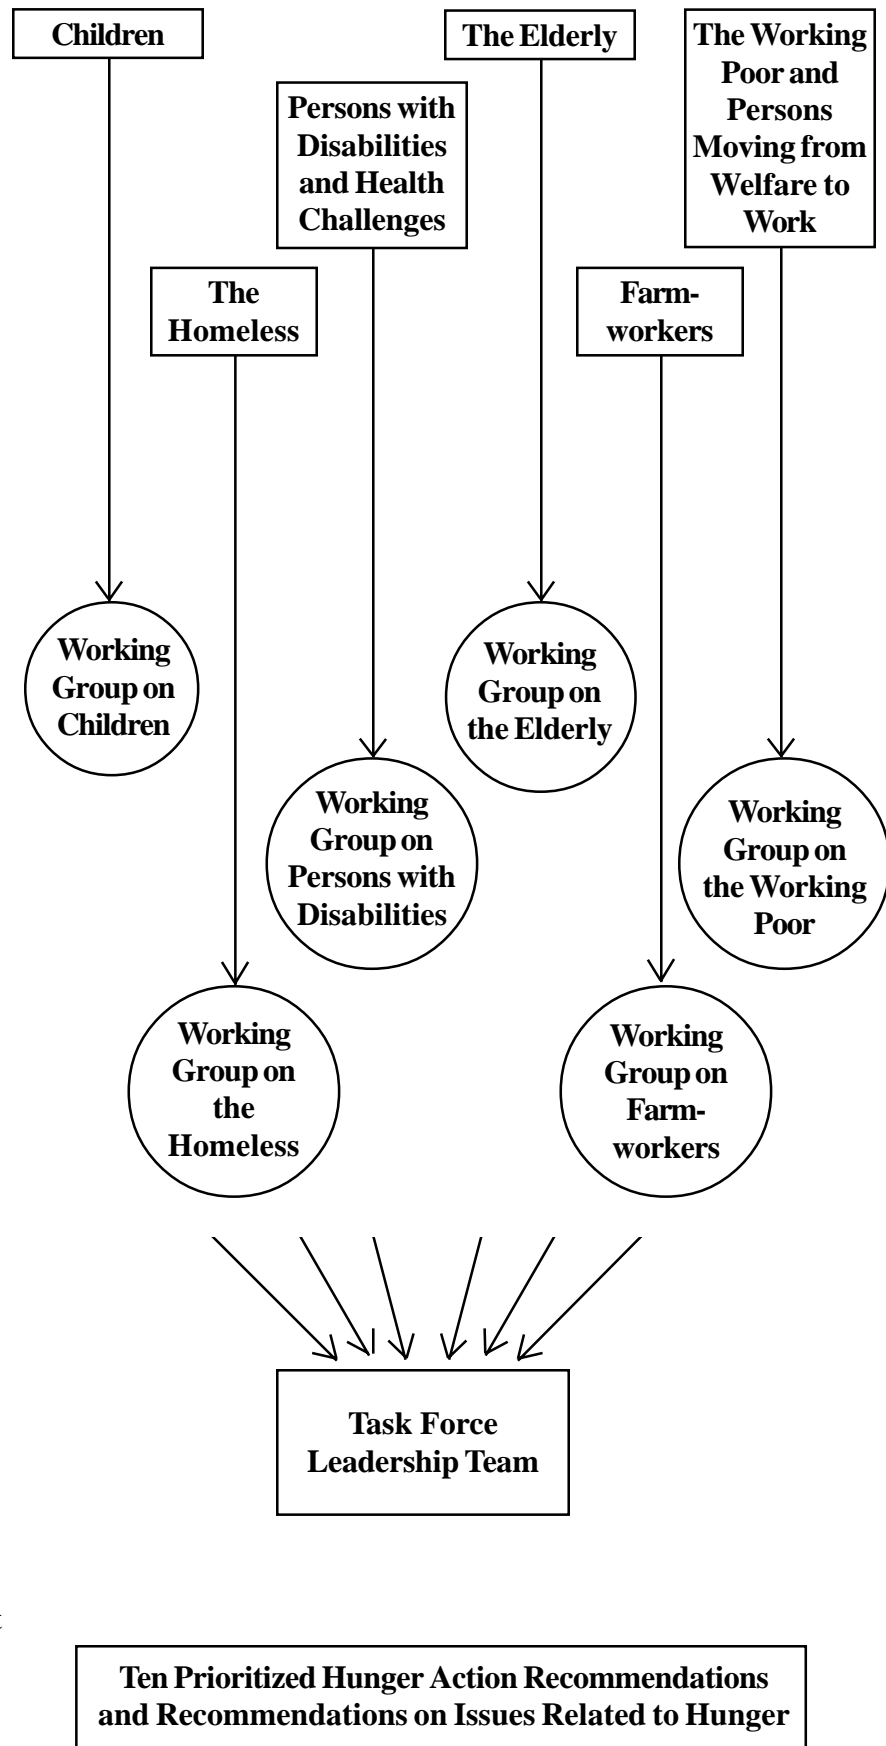 Children
The Elderly
The Working
Poor and
Persons
Moving from
Welfare to
Work
Persons with
Disabilities
and Health
Challenges
The
Homeless
Farm-
workers
Working
Group on
Children
Working
Group on
the Elderly
Working
Group on
Persons with
Disabilities
Working
Group on
the Working
Poor
Working
Group on
the
Homeless
Working
Group on
Farm-
workers
Task Force
Leadership Team
Ten Prioritized Hunger Action Recommendations
and Recommendations on Issues Related to Hunger